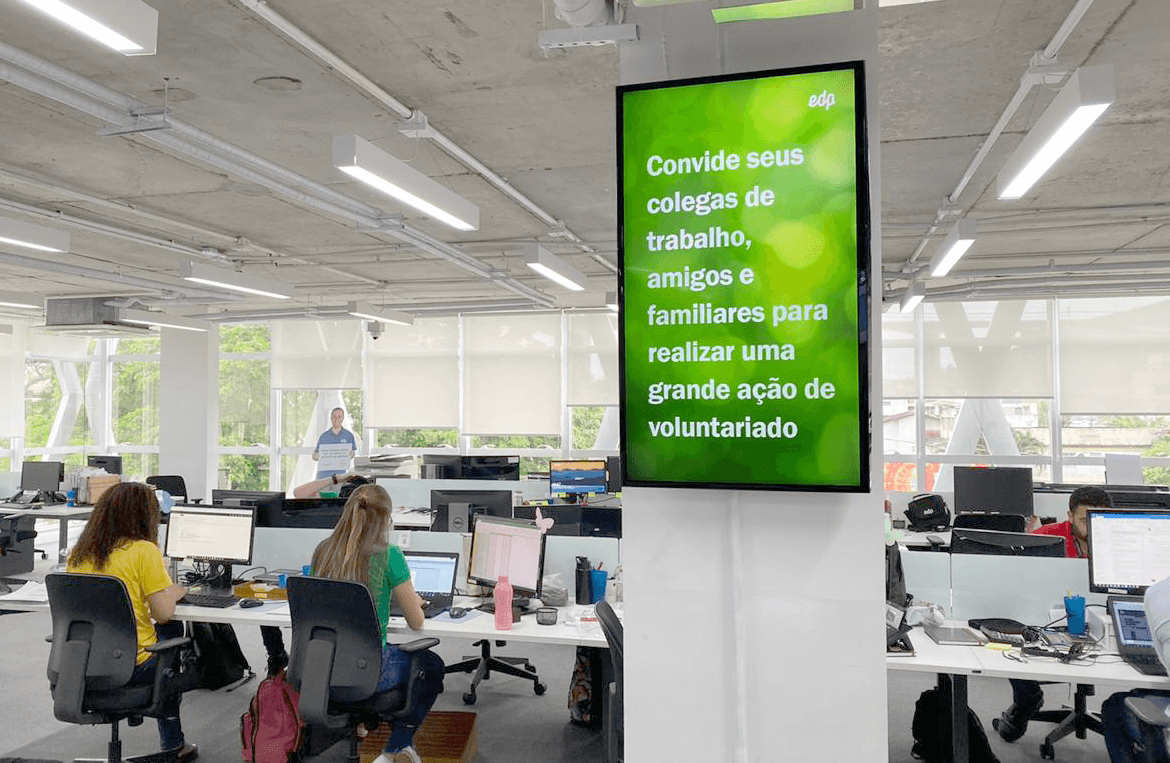 edp
Convide seus
colegas de
trabalho,
amigos e
familiares para
realizar uma
grande ação de
voluntariado